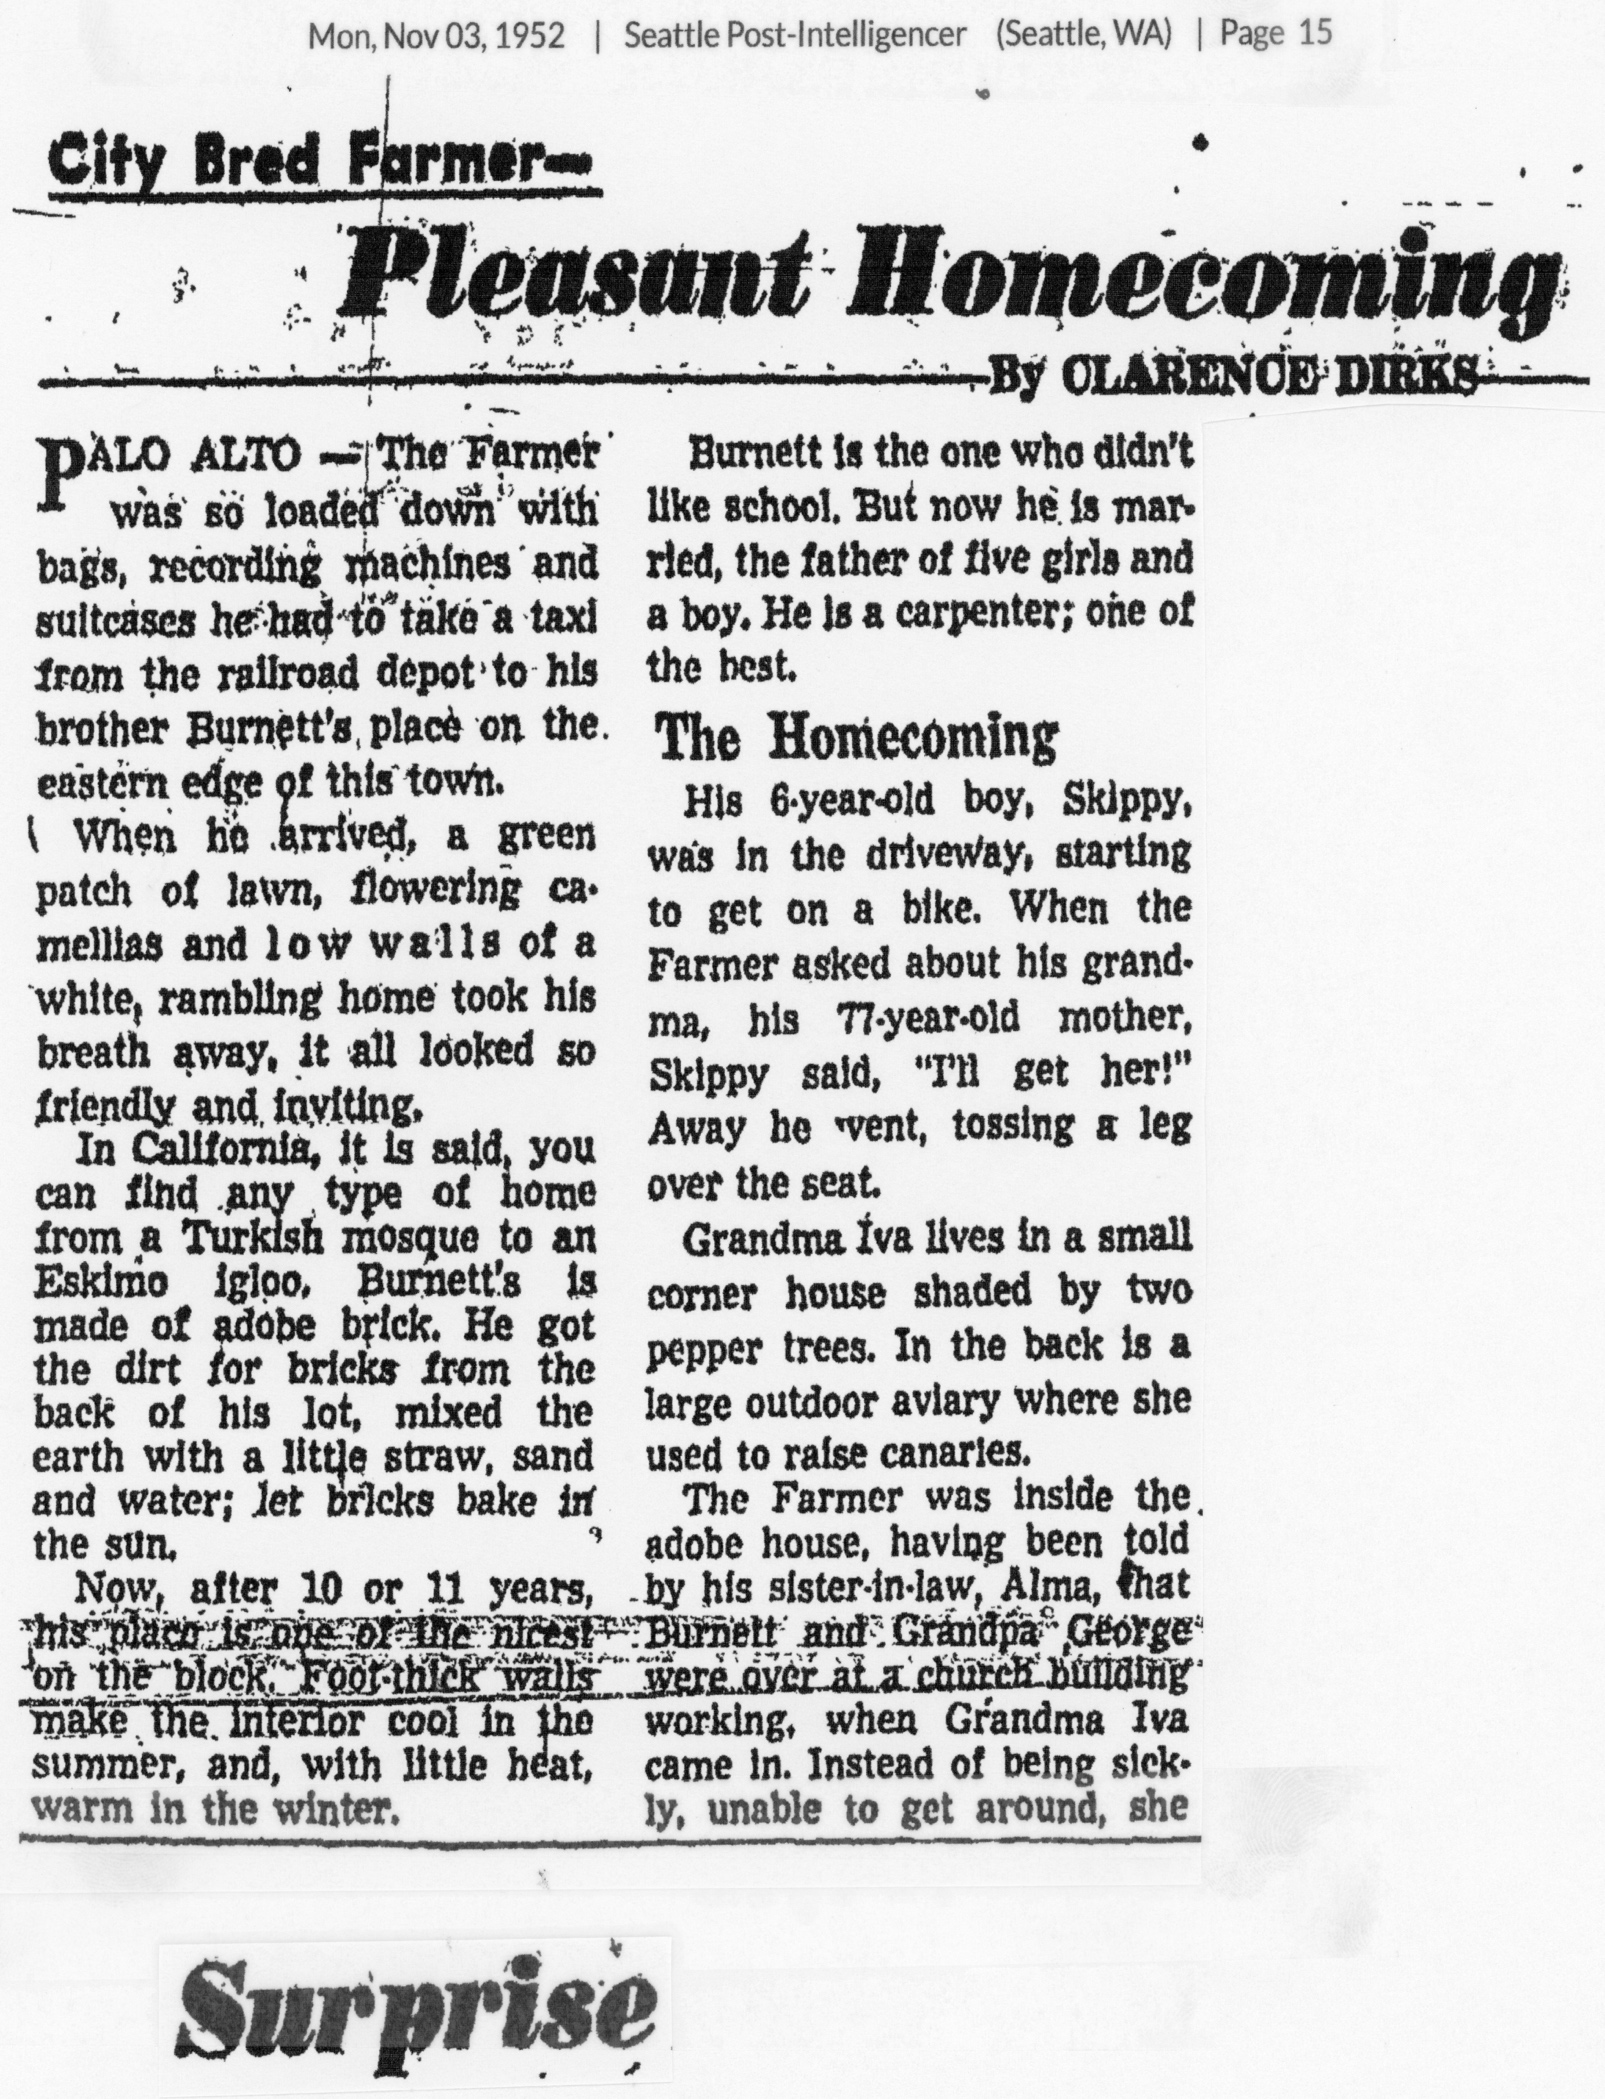 Mon, Nov 03, 1952 | Seattle Post-Intelligencer (Seattle, WA) | Page 15
City Bred Farmer—
Pleasant Homecoming
By CLARENCE DIRKS
PALO ALTO — The Farmer
was so loaded down with
bags, recording machines and
suitcases he had to take a taxi
from the railroad depot to his
brother Burnett's place on the
eastern edge of this town.
When he arrived, a green
patch of lawn, flowering ca-
mellias and low walls of a
white, rambling home took his
breath away, it all looked so
friendly and inviting.
In California, it is said, you
can find any type of home
from a Turkish mosque to an
Eskimo igloo. Burnett's is
made of adobe brick. He got
the dirt for bricks from the
back of his lot, mixed the
earth with a little straw, sand
and water; let bricks bake in
the sun.
Now, after 10 or 11 years,
his place is one of the nicest
on the block. Foot-thick walls
make the interior cool in the
summer, and, with little heat,
warm in the winter.
Burnett is the one who didn't
like school. But now he is mar-
ried, the father of five girls and
a boy. He is a carpenter; one of
the best.
The Homecoming
His 6-year-old boy, Skippy,
was in the driveway, starting
to get on a bike. When the
Farmer asked about his grand-
ma, his 77-year-old mother,
Skippy said, "I'll get her!"
Away he went, tossing a leg
over the seat.
Grandma Iva lives in a small
corner house shaded by two
pepper trees. In the back is a
large outdoor aviary where she
used to raise canaries.
The Farmer was inside the
adobe house, having been told
by his sister-in-law, Alma, that
Burnett and Grandpa George
were over at a church building
working, when Grandma Iva
came in. Instead of being sick-
ly, unable to get around, she
Surprise